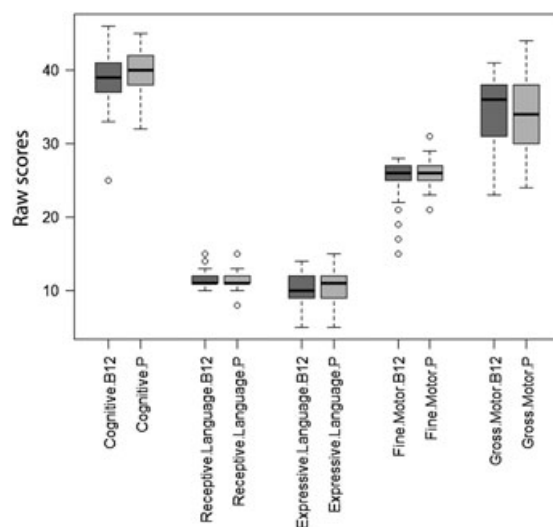 Raw scores
40
30
20
10
Cognitive.B12
Cognitive.P
Receptive.Language.B12
Receptive.Language.P
Expressive.Language.B12
Expressive.Language.P
Fine.Motor.B12
Fine.Motor.P
Gross.Motor.B12
Gross.Motor.P